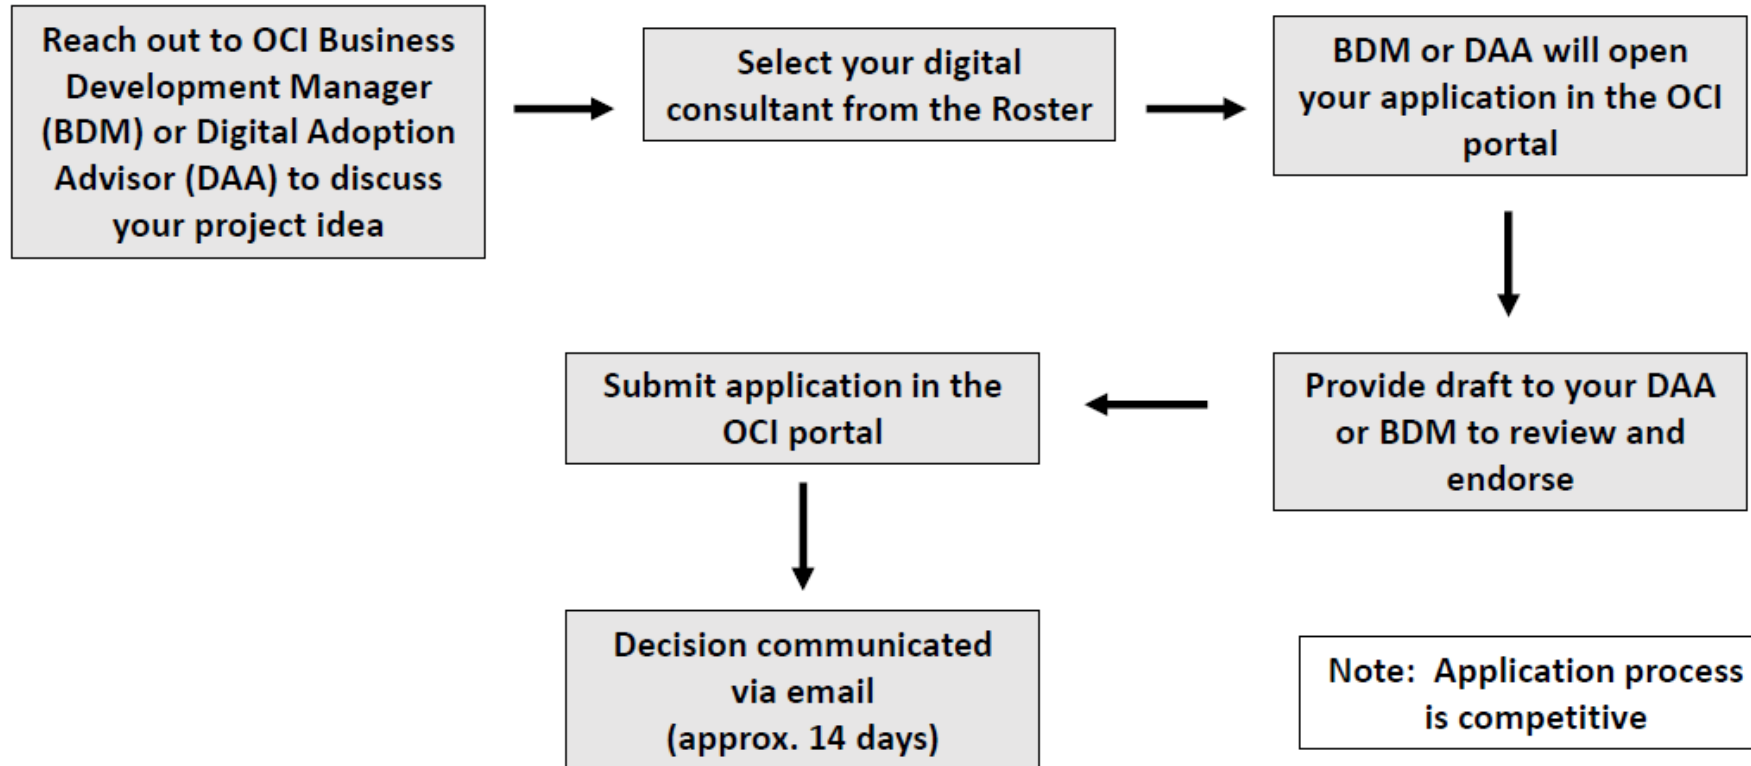 Reach out to OCI Business
Development Manager
(BDM) or Digital Adoption
Advisor (DAA) to discuss
your project idea
Select your digital
consultant from the Roster
BDM or DAA will open
your application in the OCI
portal
Provide draft to your DAA
or BDM to review and
endorse
Submit application in the
OCI portal
Decision communicated
via email
(approx. 14 days)
Note:  Application process
is competitive